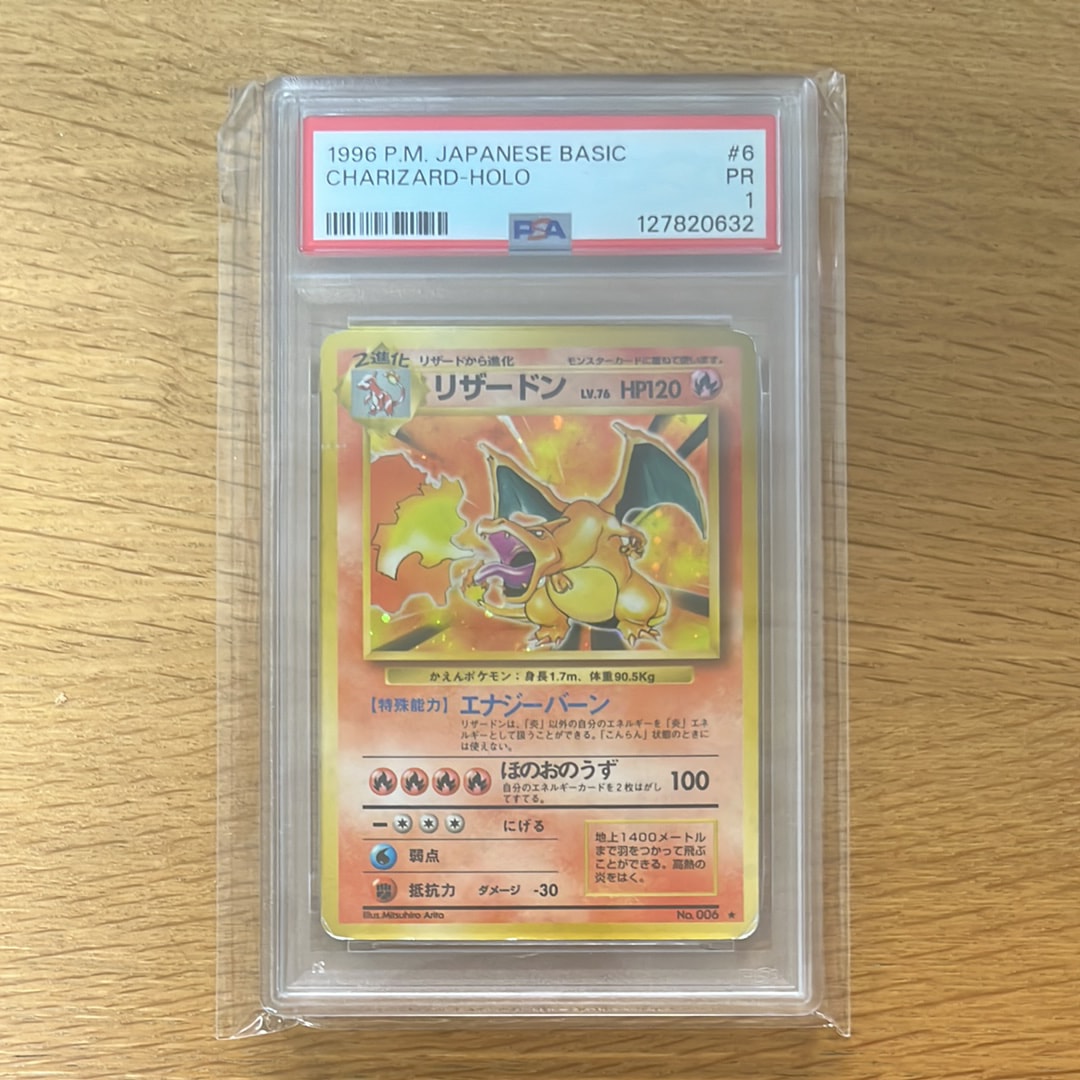 1996 P.M. JAPANESE BASIC #6
CHARIZARD-HOLO PR
1
PSA 127820632
2進化 リザードから進化 モンスターカードに重ねて使います。
リザードン LV.76 HP120
かえんポケモン：身長1.7m、体重90.5Kg
【特殊能力】エナジーバーン
リザードンは、「炎」以外の自分のエネルギーを「炎」エネ
ルギーとして扱うことができる。「こんらん」状態のときに
は使えない。
ほのおのうず 100
自分のエネルギーカードを2枚はがし
てすてる。
にげる
弱点
抵抗力 ダメージ -30
地上1400メートル
まで羽をつかって飛ぶ
ことができる。高熱の
炎をはく。
Illus.Mitsuhiro Arita No.006 ★